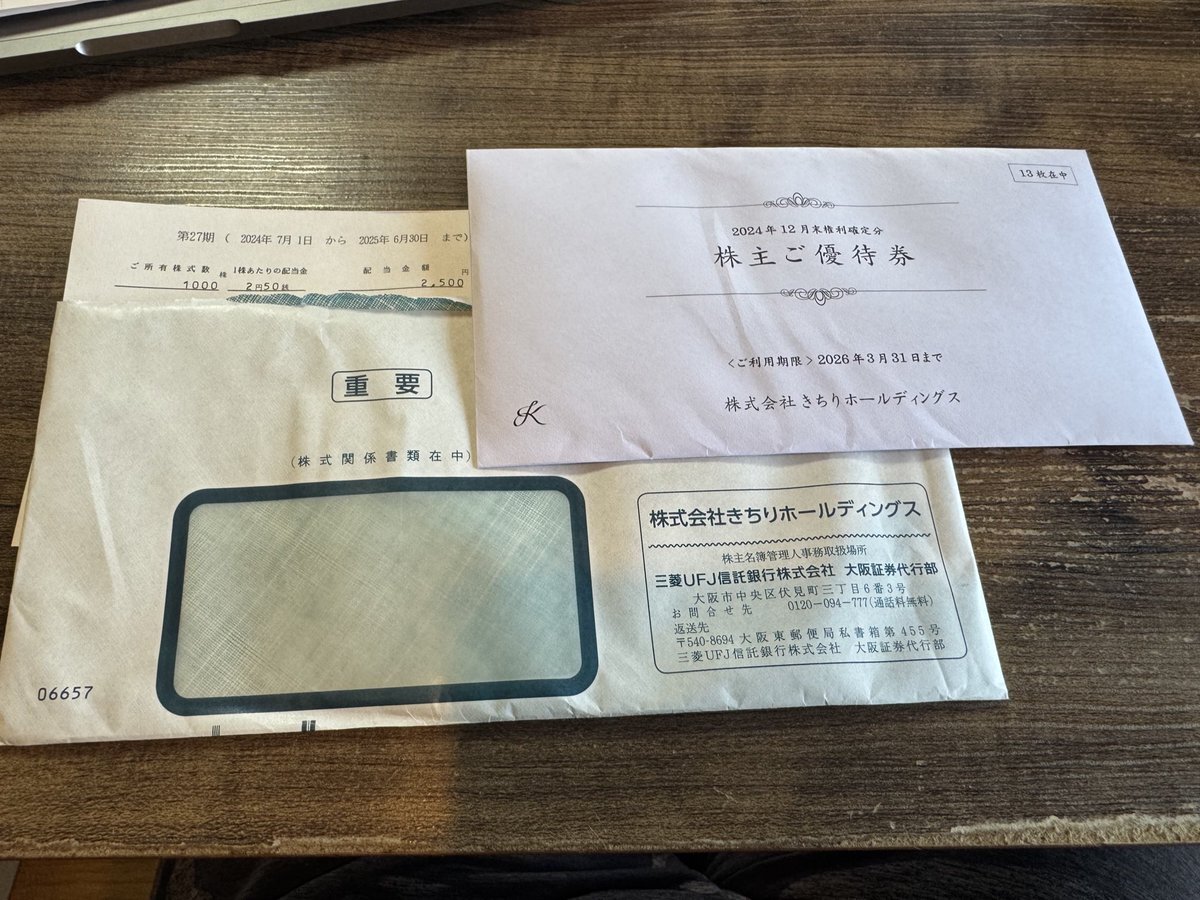 第27期( 2024年 7月 1日 から 2025年 6月30日 まで)
ご所有株式数 1株あたりの配当金 配当金額
1000 株 2円50銭 2,500 円
重要
(株式関係書類在中)
06657
株式会社きちりホールディングス
株主名簿管理人事務取扱場所
三菱UFJ信託銀行株式会社 大阪証券代行部
大阪市中央区伏見町三丁目6番3号
お問合せ先 0120-094-777(通話料無料)
返送先
〒540-8694 大阪東郵便局私書箱第455号
三菱UFJ信託銀行株式会社 大阪証券代行部
13枚在中
2024年12月末権利確定分
株主ご優待券
〈ご利用期限〉2026年3月31日まで
株式会社きちりホールディングス
K